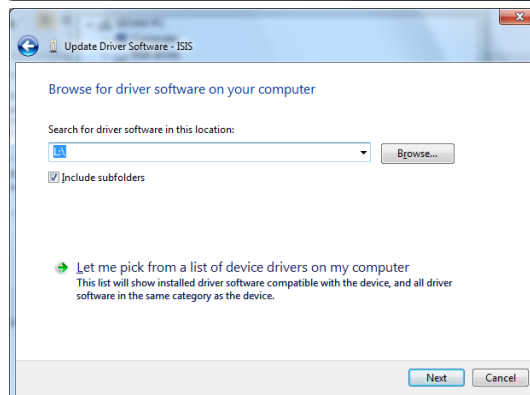 Update Driver Software - ISIS
Browse for driver software on your computer
Search for driver software in this location:
L:\
Browse...
Include subfolders
Let me pick from a list of device drivers on my computer
This list will show installed driver software compatible with the device, and all driver
software in the same category as the device.
Next
Cancel